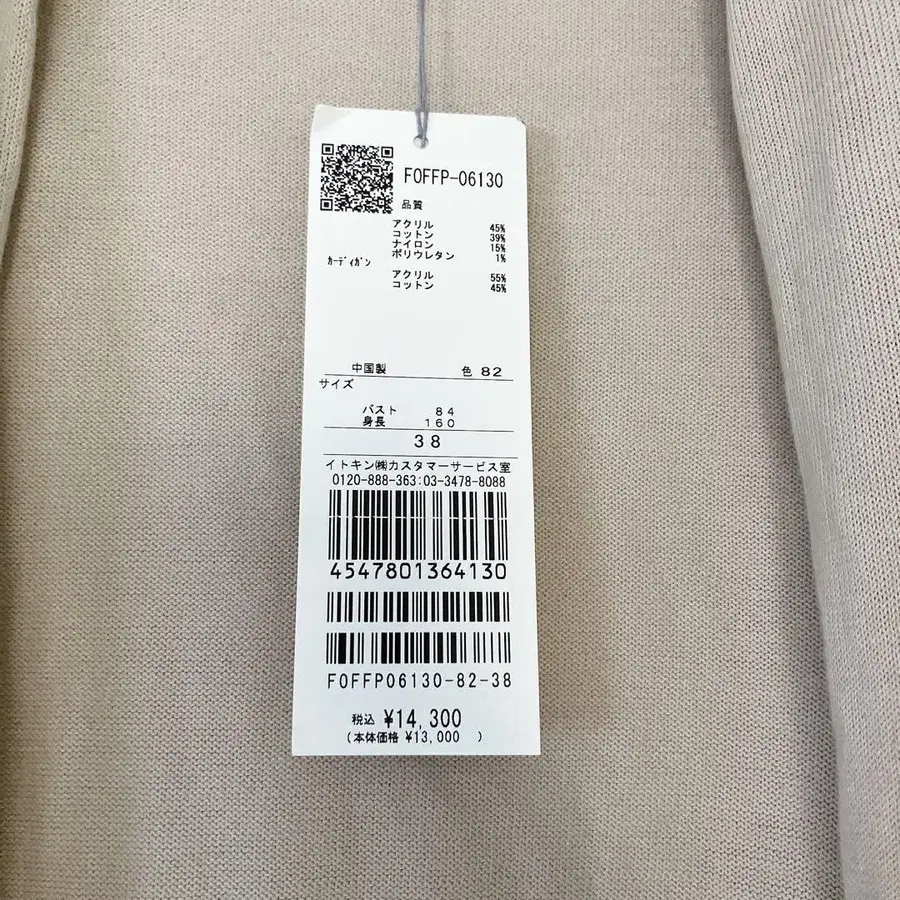 FOFFP-06130
品質
アクリル 45%
コットン 39%
ナイロン 15%
ポリウレタン 1%
ｶｰﾃﾞｨｶﾞﾝ
アクリル 55%
コットン 45%
中国製 色 82
サイズ
バスト 84
身長 160
38
イトキン㈱カスタマーサービス室
0120-888-363:03-3478-8088
4547801364130
FOFFP06130-82-38
税込 ¥14,300
(本体価格 ¥13,000 )